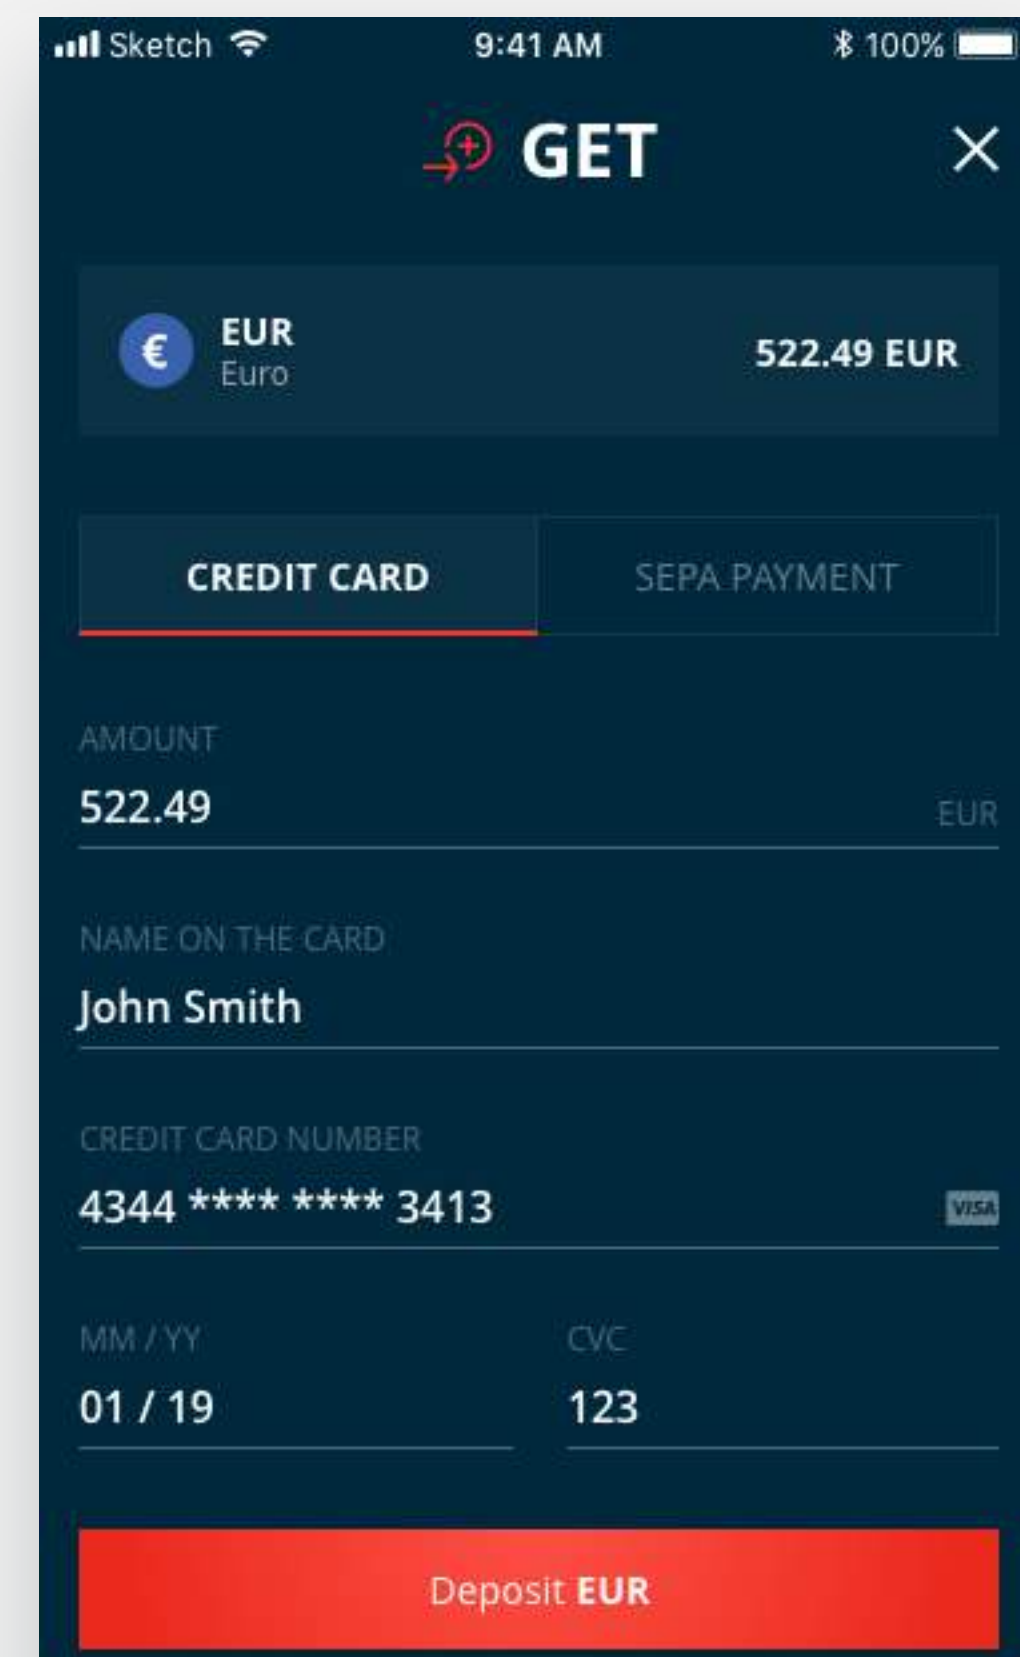 Sketch 9:41 AM 100%
GET
€ EUR
Euro
522.49 EUR
CREDIT CARD SEPA PAYMENT
AMOUNT
522.49 EUR
NAME ON THE CARD
John Smith
CREDIT CARD NUMBER
4344 **** **** 3413 VISA
MM / YY CVC
01 / 19 123
Deposit EUR